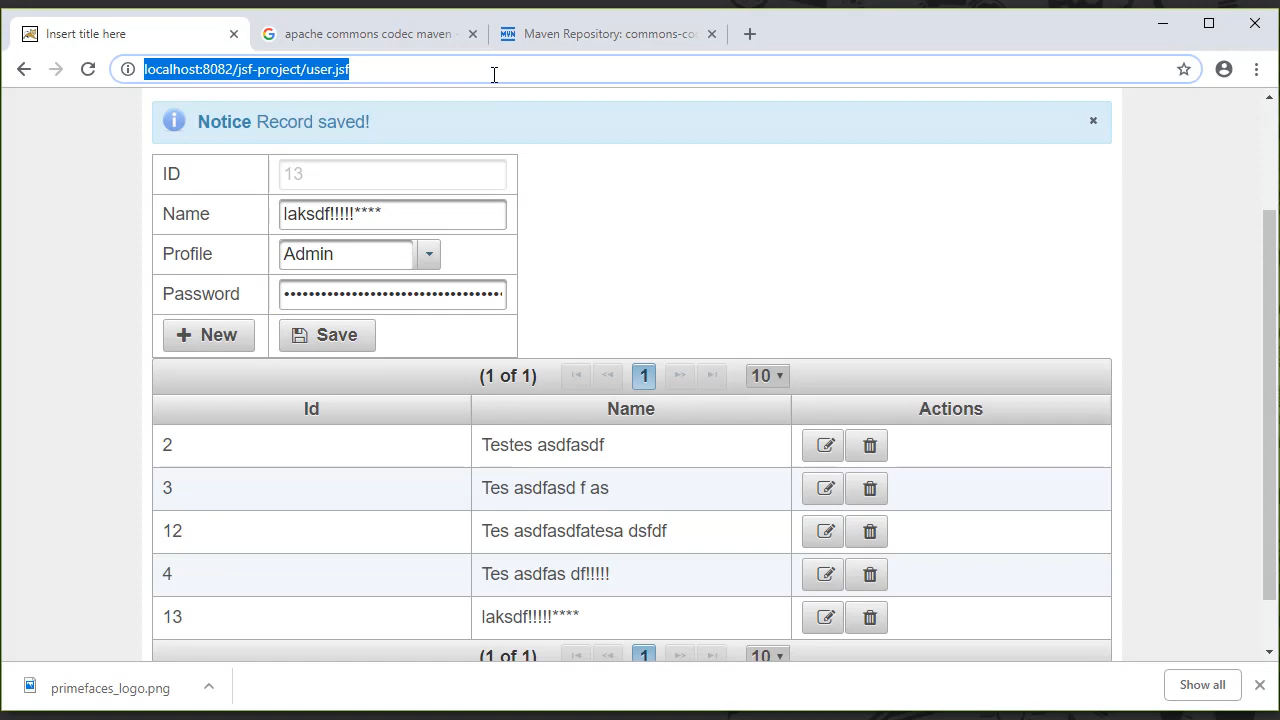 Insert title here
apache commons codec maven
Maven Repository: commons-co
localhost:8082/jsf-project/user.jsf
Notice Record saved!
ID 13
Name laksdf!!!!!****
Profile Admin
Password ••••••••••••••••••••••••••••••••••••
New Save
(1 of 1) 1 10
Id Name Actions
2 Testes asdfasdf
3 Tes asdfasd f as
12 Tes asdfasdfatesa dsfdf
4 Tes asdfas df!!!!!
13 laksdf!!!!!****
(1 of 1) 1 10
primefaces_logo.png
Show all